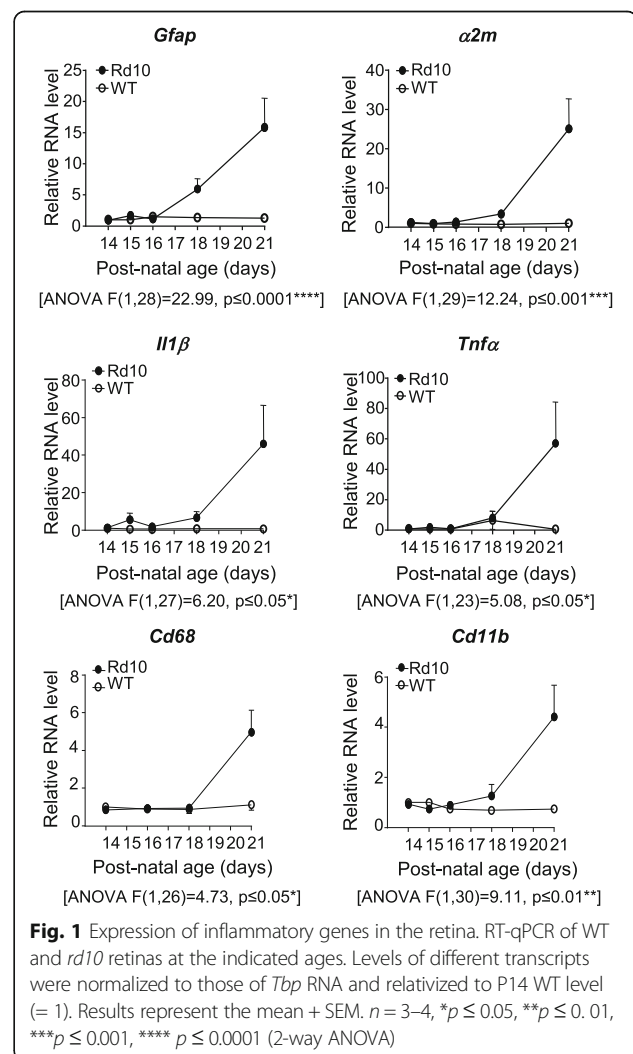 Gfap
α2m
Rd10
WT
Rd10
WT
Relative RNA level
25
20
15
10
5
0
Relative RNA level
40
30
20
10
0
14 15 16 17 18 19 20 21
14 15 16 17 18 19 20 21
Post-natal age (days)
Post-natal age (days)
[ANOVA F(1,28)=22.99, p≤0.0001****]
[ANOVA F(1,29)=12.24, p≤0.001***]
Il1β
Tnfα
Rd10
WT
Rd10
WT
Relative RNA level
80
60
40
20
0
Relative RNA level
100
80
60
40
20
0
14 15 16 17 18 19 20 21
14 15 16 17 18 19 20 21
Post-natal age (days)
Post-natal age (days)
[ANOVA F(1,27)=6.20, p≤0.05*]
[ANOVA F(1,23)=5.08, p≤0.05*]
Cd68
Cd11b
Rd10
WT
Rd10
WT
Relative RNA level
8
6
4
2
0
Relative RNA level
6
4
2
0
14 15 16 17 18 19 20 21
14 15 16 17 18 19 20 21
Post-natal age (days)
Post-natal age (days)
[ANOVA F(1,26)=4.73, p≤0.05*]
[ANOVA F(1,30)=9.11, p≤0.01**]
Fig. 1 Expression of inflammatory genes in the retina. RT-qPCR of WT
and rd10 retinas at the indicated ages. Levels of different transcripts
were normalized to those of Tbp RNA and relativized to P14 WT level
(= 1). Results represent the mean + SEM. n = 3–4, *p ≤ 0.05, **p ≤ 0. 01,
***p ≤ 0.001, **** p ≤ 0.0001 (2-way ANOVA)